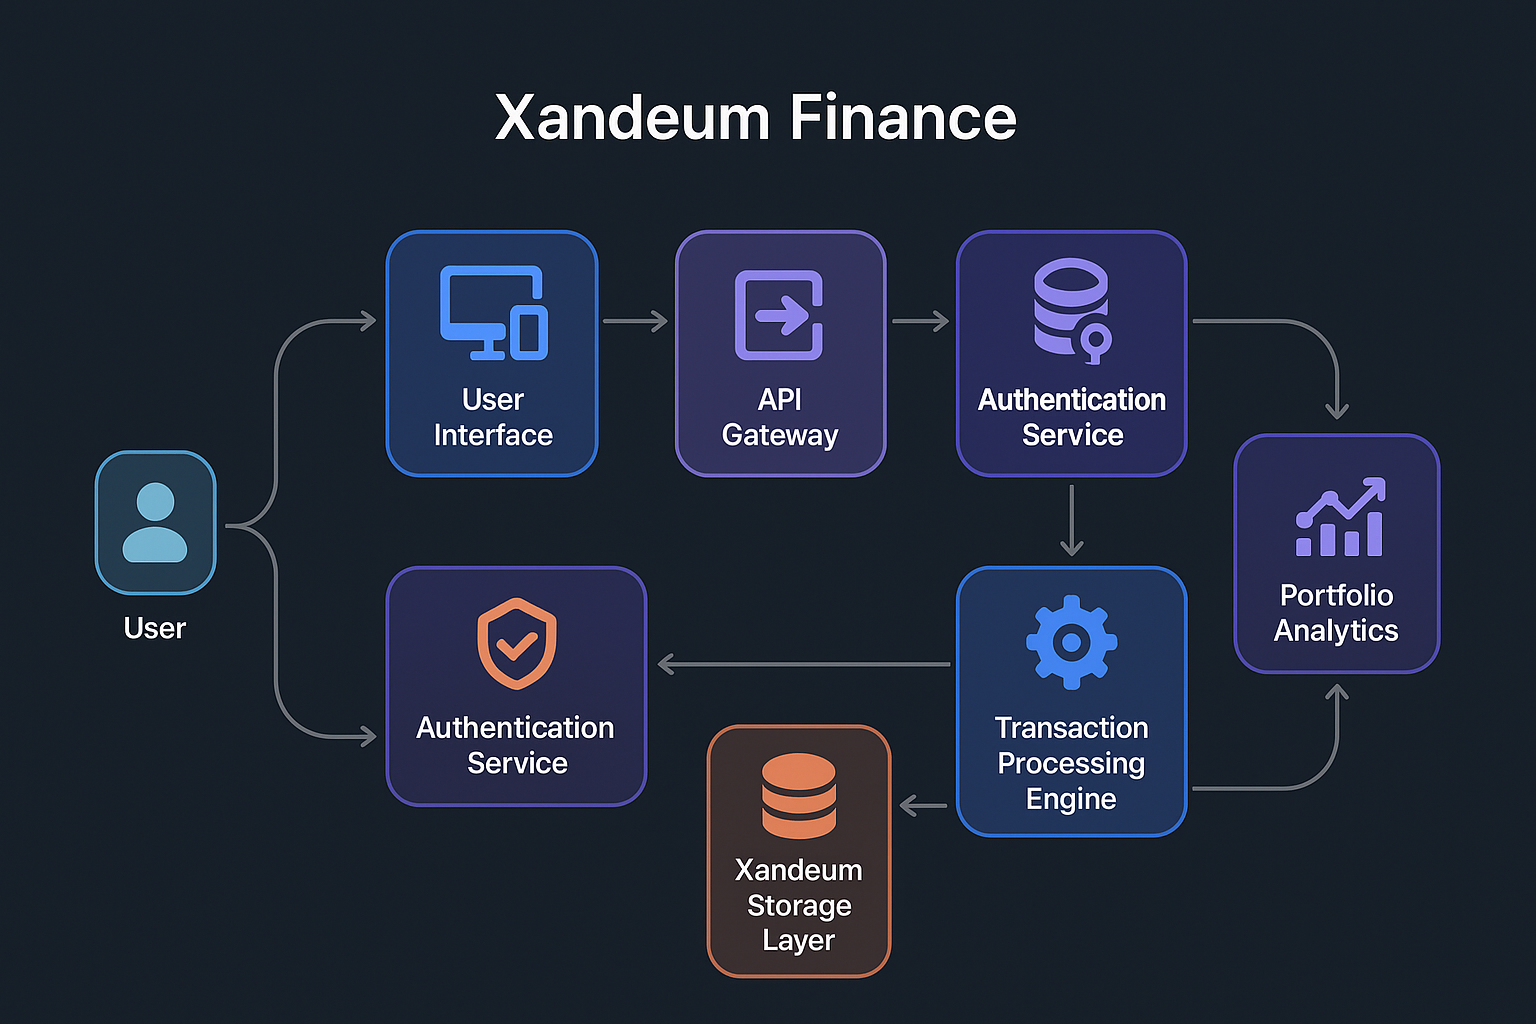 Xandeum Finance
User
Interface
API
Gateway
Authentication
Service
Portfolio
Analytics
User
Authentication
Service
Transaction
Processing
Engine
Xandeum
Storage
Layer